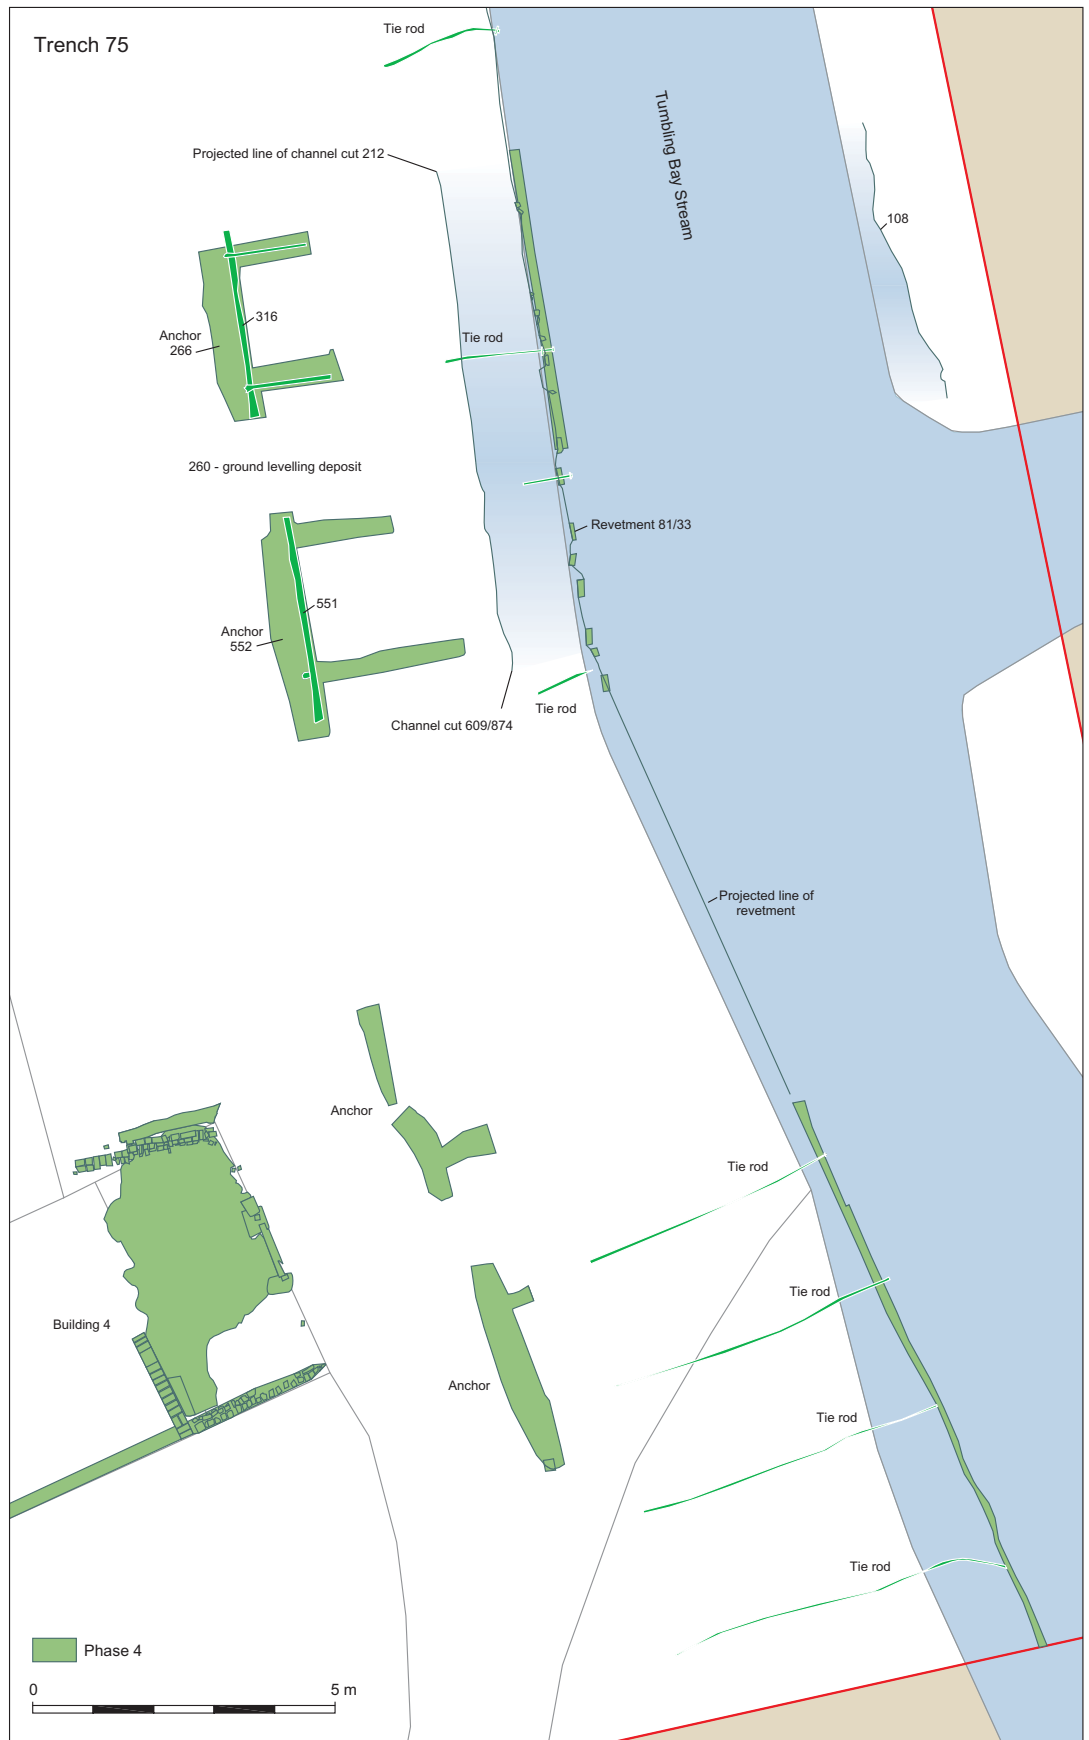 Trench 75
Tie rod
Tumbling Bay Stream
Projected line of channel cut 212
108
316
Anchor
266
Tie rod
260 - ground levelling deposit
Revetment 81/33
551
Anchor
552
Tie rod
Channel cut 609/874
Projected line of
revetment
Anchor
Tie rod
Tie rod
Building 4
Anchor
Tie rod
Tie rod
Phase 4
0
5 m